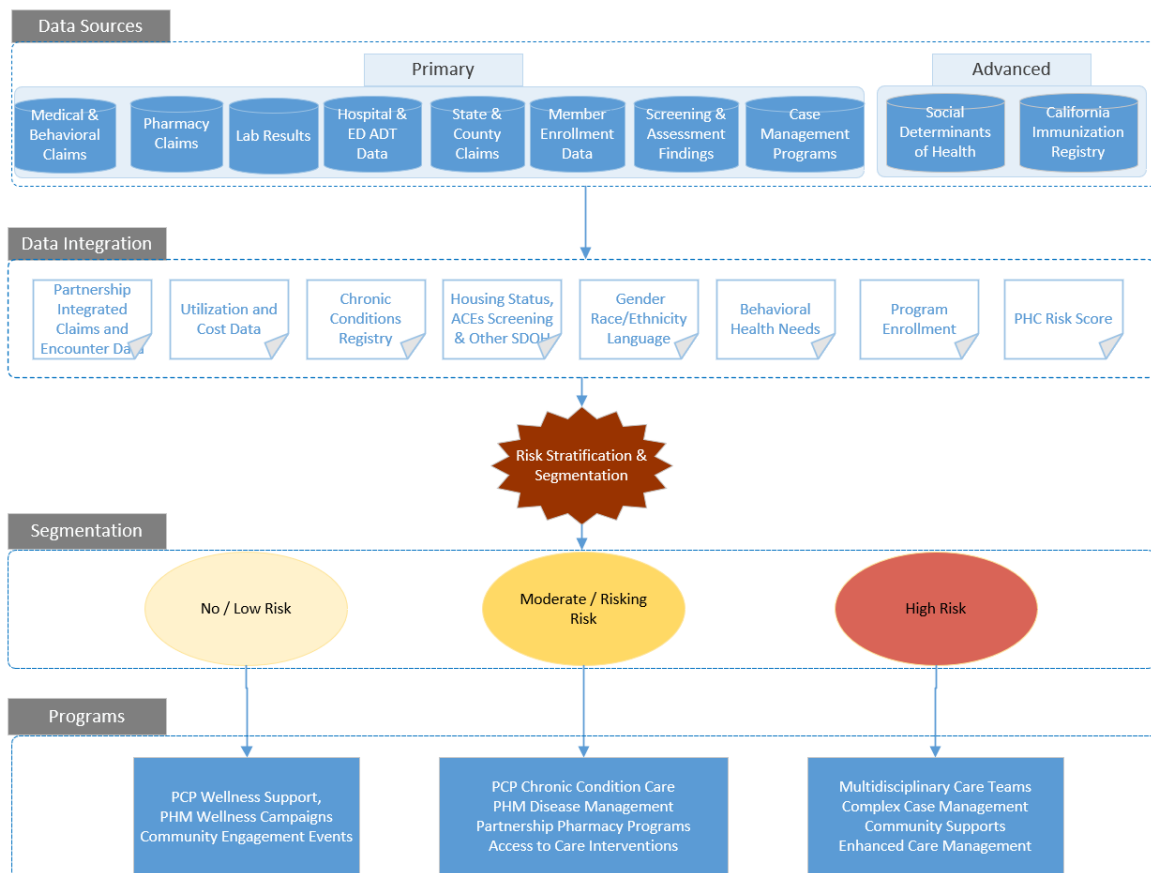 Data Sources
Primary
Advanced
Medical &
Behavioral
Claims
Pharmacy
Claims
Lab Results
Hospital &
ED ADT
Data
State &
County
Claims
Member
Enrollment
Data
Screening &
Assessment
Findings
Case
Management
Programs
Social
Determinants
of Health
California
Immunization
Registry
Data Integration
Partnership
Integrated
Claims and
Encounter Data
Utilization and
Cost Data
Chronic
Conditions
Registry
Housing Status,
ACEs Screening
& Other SDOH
Gender
Race/Ethnicity
Language
Behavioral
Health Needs
Program
Enrollment
PHC Risk Score
Risk Stratification &
Segmentation
Segmentation
No / Low Risk
Moderate / Risking
Risk
High Risk
Programs
PCP Wellness Support,
PHM Wellness Campaigns
Community Engagement Events
PCP Chronic Condition Care
PHM Disease Management
Partnership Pharmacy Programs
Access to Care Interventions
Multidisciplinary Care Teams
Complex Case Management
Community Supports
Enhanced Care Management